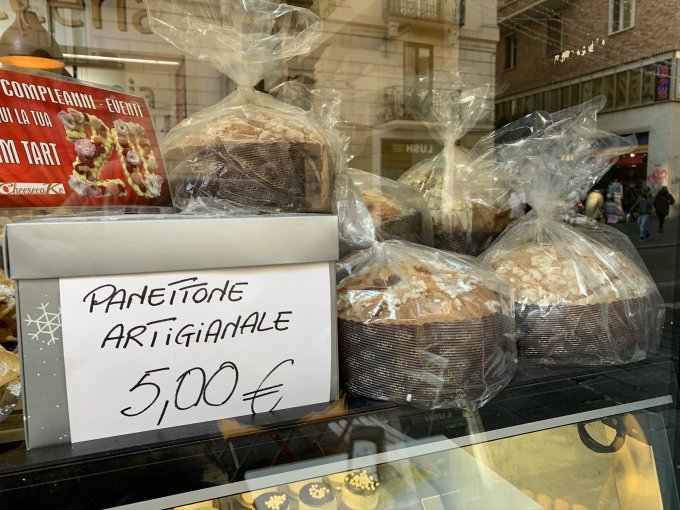 COMPLEANNI - EVENTI
UI LA TUA
M TART
CheesecaKe
PANETTONE
ARTIGIANALE
5,00 €
LUSH